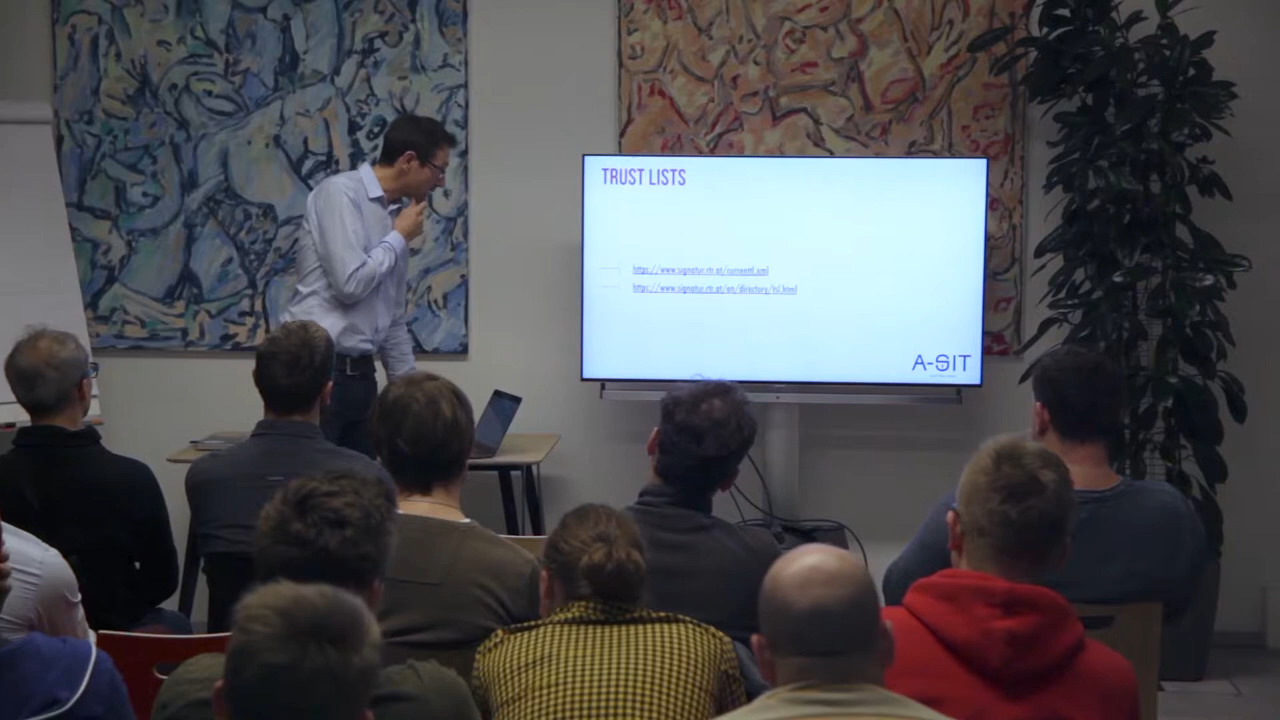 TRUST LISTS
https://www.signatur.rtr.at/currenttl.xml
https://www.signatur.rtr.at/en/directory/tsl.html
A-SIT